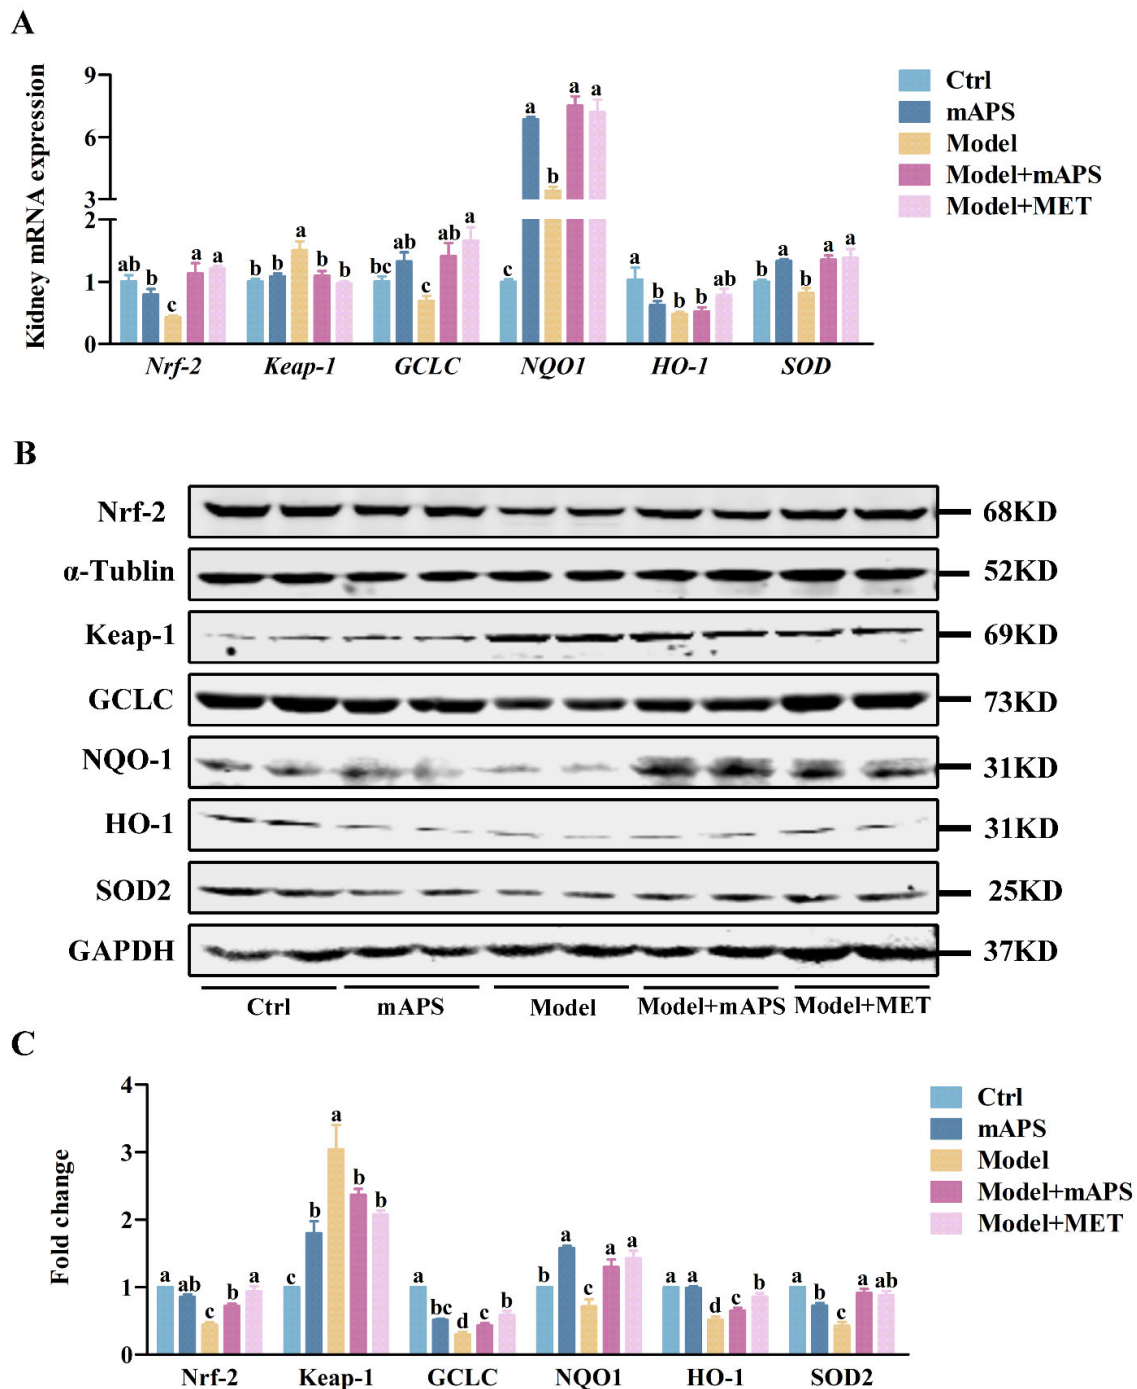 A
Kidney mRNA expression
9
6
3
2
1
0
ab b c a a
b b a b b
bc ab c ab a
c a b a a
a b b b ab
b a b a a
Nrf-2 Keap-1 GCLC NQO1 HO-1 SOD
Ctrl
mAPS
Model
Model+mAPS
Model+MET
B
Nrf-2 68KD
α-Tublin 52KD
Keap-1 69KD
GCLC 73KD
NQO-1 31KD
HO-1 31KD
SOD2 25KD
GAPDH 37KD
Ctrl mAPS Model Model+mAPS Model+MET
C
Fold change
4
3
2
1
0
a ab c b a
c b a b b
a bc d c b
b a c a a
a a d c b
a b c a ab
Nrf-2 Keap-1 GCLC NQO1 HO-1 SOD2
Ctrl
mAPS
Model
Model+mAPS
Model+MET